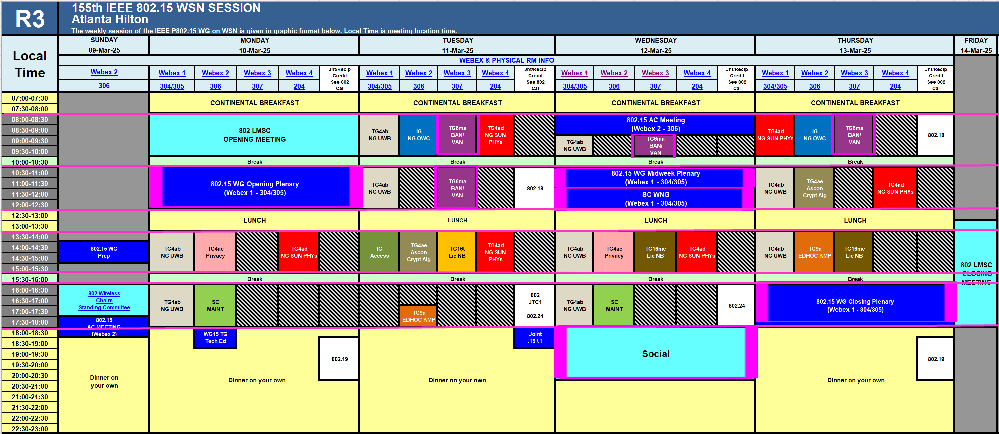 R3
155th IEEE 802.15 WSN SESSION
Atlanta Hilton
The weekly session of the IEEE P802.15 WG on WSN is given in graphic format below. Local Time is meeting location time.
Local
Time
SUNDAY
09-Mar-25
MONDAY
10-Mar-25
TUESDAY
11-Mar-25
WEDNESDAY
12-Mar-25
THURSDAY
13-Mar-25
FRIDAY
14-Mar-25
WEBEX & PHYSICAL RM INFO
Webex 2
306
Webex 1
304/305
Webex 2
306
Webex 3
307
Webex 4
204
Jnt/Recip
Credit
See 802
Cal
Webex 1
304/305
Webex 2
306
Webex 3
307
Webex 4
204
Jnt/Recip
Credit
See 802
Cal
Webex 1
304/305
Webex 2
306
Webex 3
307
Webex 4
204
Jnt/Recip
Credit
See 802
Cal
Webex 1
304/305
Webex 2
306
Webex 3
307
Webex 4
204
Jnt/Recip
Credit
See 802
Cal
07:00-07:30
07:30-08:00
CONTINENTAL BREAKFAST
CONTINENTAL BREAKFAST
CONTINENTAL BREAKFAST
CONTINENTAL BREAKFAST
08:00-08:30
08:30-09:00
09:00-09:30
09:30-10:00
802 LMSC
OPENING MEETING
TG4ab
NG UWB
IG
NG OWC
TG6ma
BAN/
VAN
TG4ad
NG SUN
PHYs
802.15 AC Meeting
(Webex 2 - 306)
TG4ab
NG UWB
TG6ma
BAN/
VAN
TG4ad
NG SUN PHYs
IG
NG OWC
TG6ma
BAN/
VAN
802.18
10:00-10:30
Break
Break
Break
Break
10:30-11:00
11:00-11:30
11:30-12:00
12:00-12:30
802.15 WG Opening Plenary
(Webex 1 - 304/305)
TG4ab
NG UWB
TG6ma
BAN/
VAN
802.18
802.15 WG Midweek Plenary
(Webex 1 - 304/305)
SC WNG
(Webex 1 - 304/305)
TG4ab
NG UWB
TG4ae
Ascon
Crypt Alg
TG4ad
NG SUN PHYs
12:30-13:00
13:00-13:30
LUNCH
LUNCH
LUNCH
LUNCH
13:30-14:00
14:00-14:30
14:30-15:00
15:00-15:30
802.15 WG
Prep
TG4ab
NG UWB
TG4ac
Privacy
TG4ad
NG SUN PHYs
IG
Access
TG4ae
Ascon
Crypt Alg
TG16t
Lic NB
TG4ad
NG SUN
PHYs
TG4ab
NG UWB
TG4ac
Privacy
TG16me
Lic NB
TG4ad
NG SUN PHYs
TG4ab
NG UWB
TG9a
EDHOC KMP
TG16me
Lic NB
802 LMSC
CLOSING
MEETING
15:30-16:00
Break
Break
Break
Break
16:00-16:30
16:30-17:00
17:00-17:30
17:30-18:00
802 Wireless
Chairs
Standing Committee
802.15
AC MEETING
(Webex 2)
TG4ab
NG UWB
SC
MAINT
TG9a
EDHOC KMP
802
JTC1
802.24
TG4ab
NG UWB
SC
MAINT
802.24
802.15 WG Closing Plenary
(Webex 1 - 304/305)
18:00-18:30
18:30-19:00
19:00-19:30
19:30-20:00
20:00-20:30
20:30-21:00
21:00-21:30
21:30-22:00
22:00-22:30
22:30-23:00
Dinner on
your own
WG15 TG
Tech Ed
802.19
Dinner on your own
Joint
.15 /.1
Dinner on your own
Social
802.19
Dinner on your own